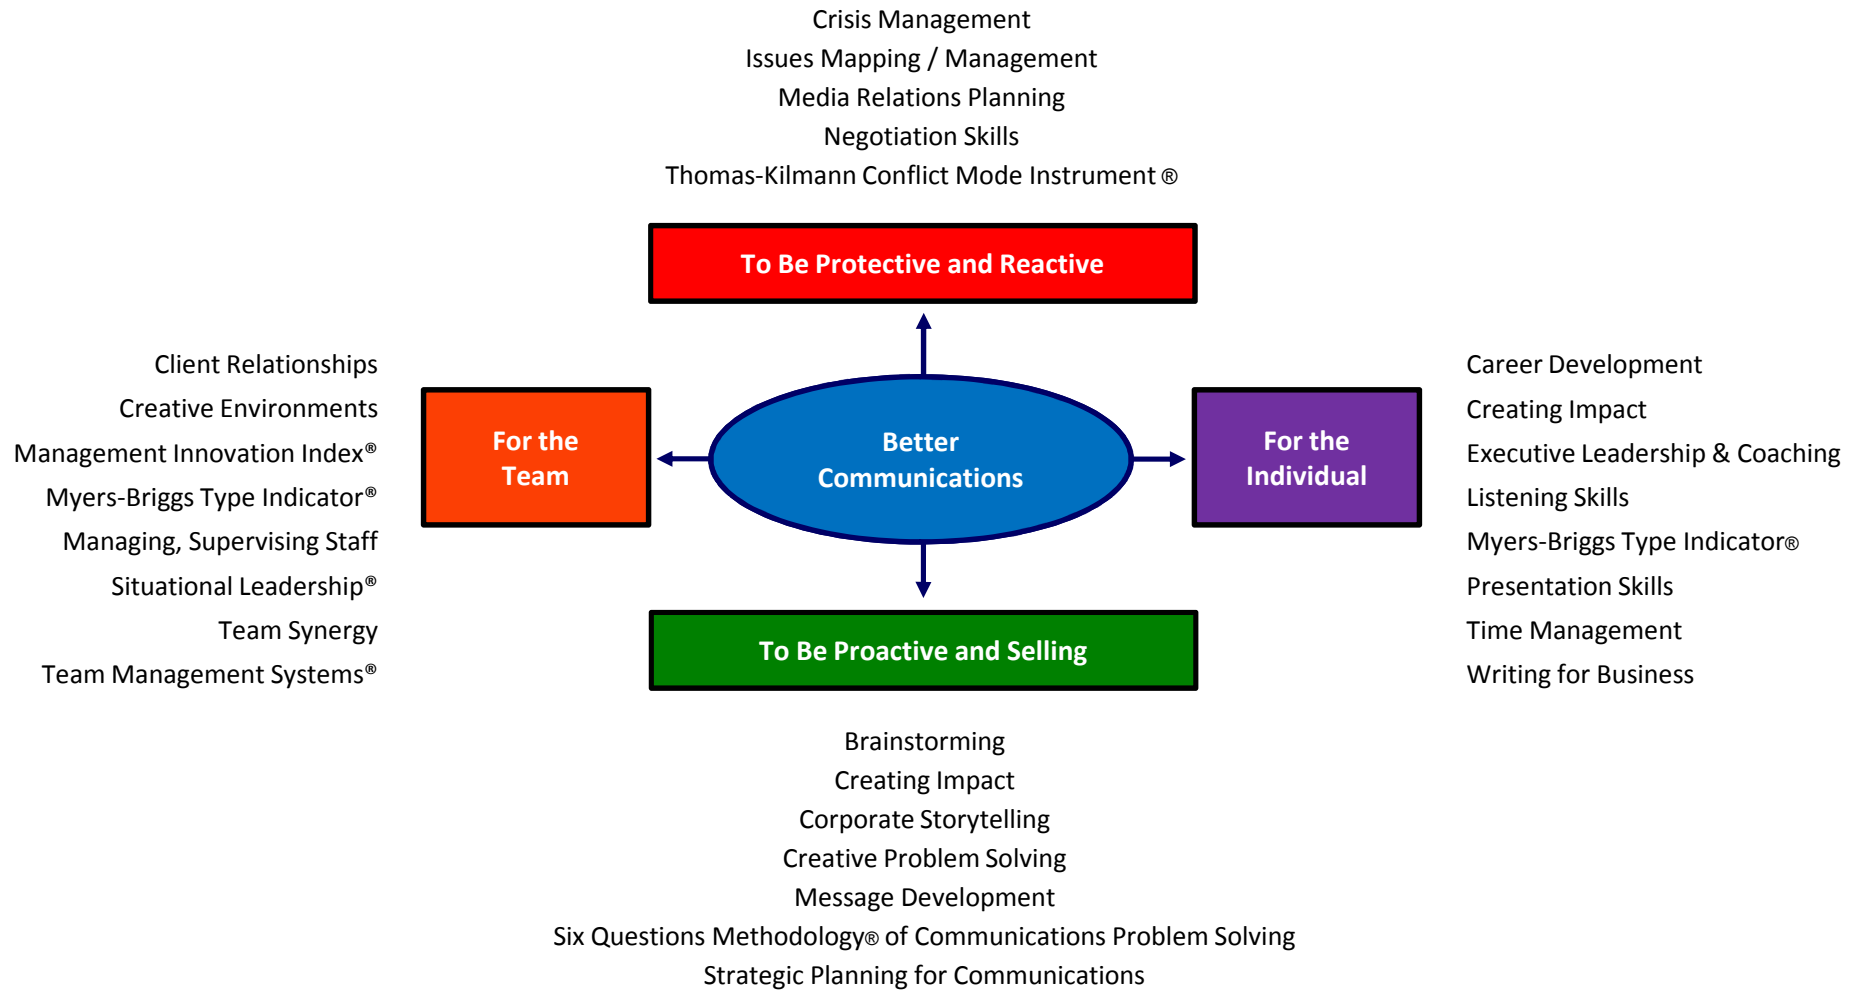 Crisis Management
Issues Mapping / Management
Media Relations Planning
Negotiation Skills
Thomas-Kilmann Conflict Mode Instrument ®
To Be Protective and Reactive
Client Relationships
Creative Environments
Management Innovation Index®
Myers-Briggs Type Indicator®
Managing, Supervising Staff
Situational Leadership®
Team Synergy
Team Management Systems®
For the
Team
Better
Communications
For the
Individual
Career Development
Creating Impact
Executive Leadership & Coaching
Listening Skills
Myers-Briggs Type Indicator®
Presentation Skills
Time Management
Writing for Business
To Be Proactive and Selling
Brainstorming
Creating Impact
Corporate Storytelling
Creative Problem Solving
Message Development
Six Questions Methodology® of Communications Problem Solving
Strategic Planning for Communications